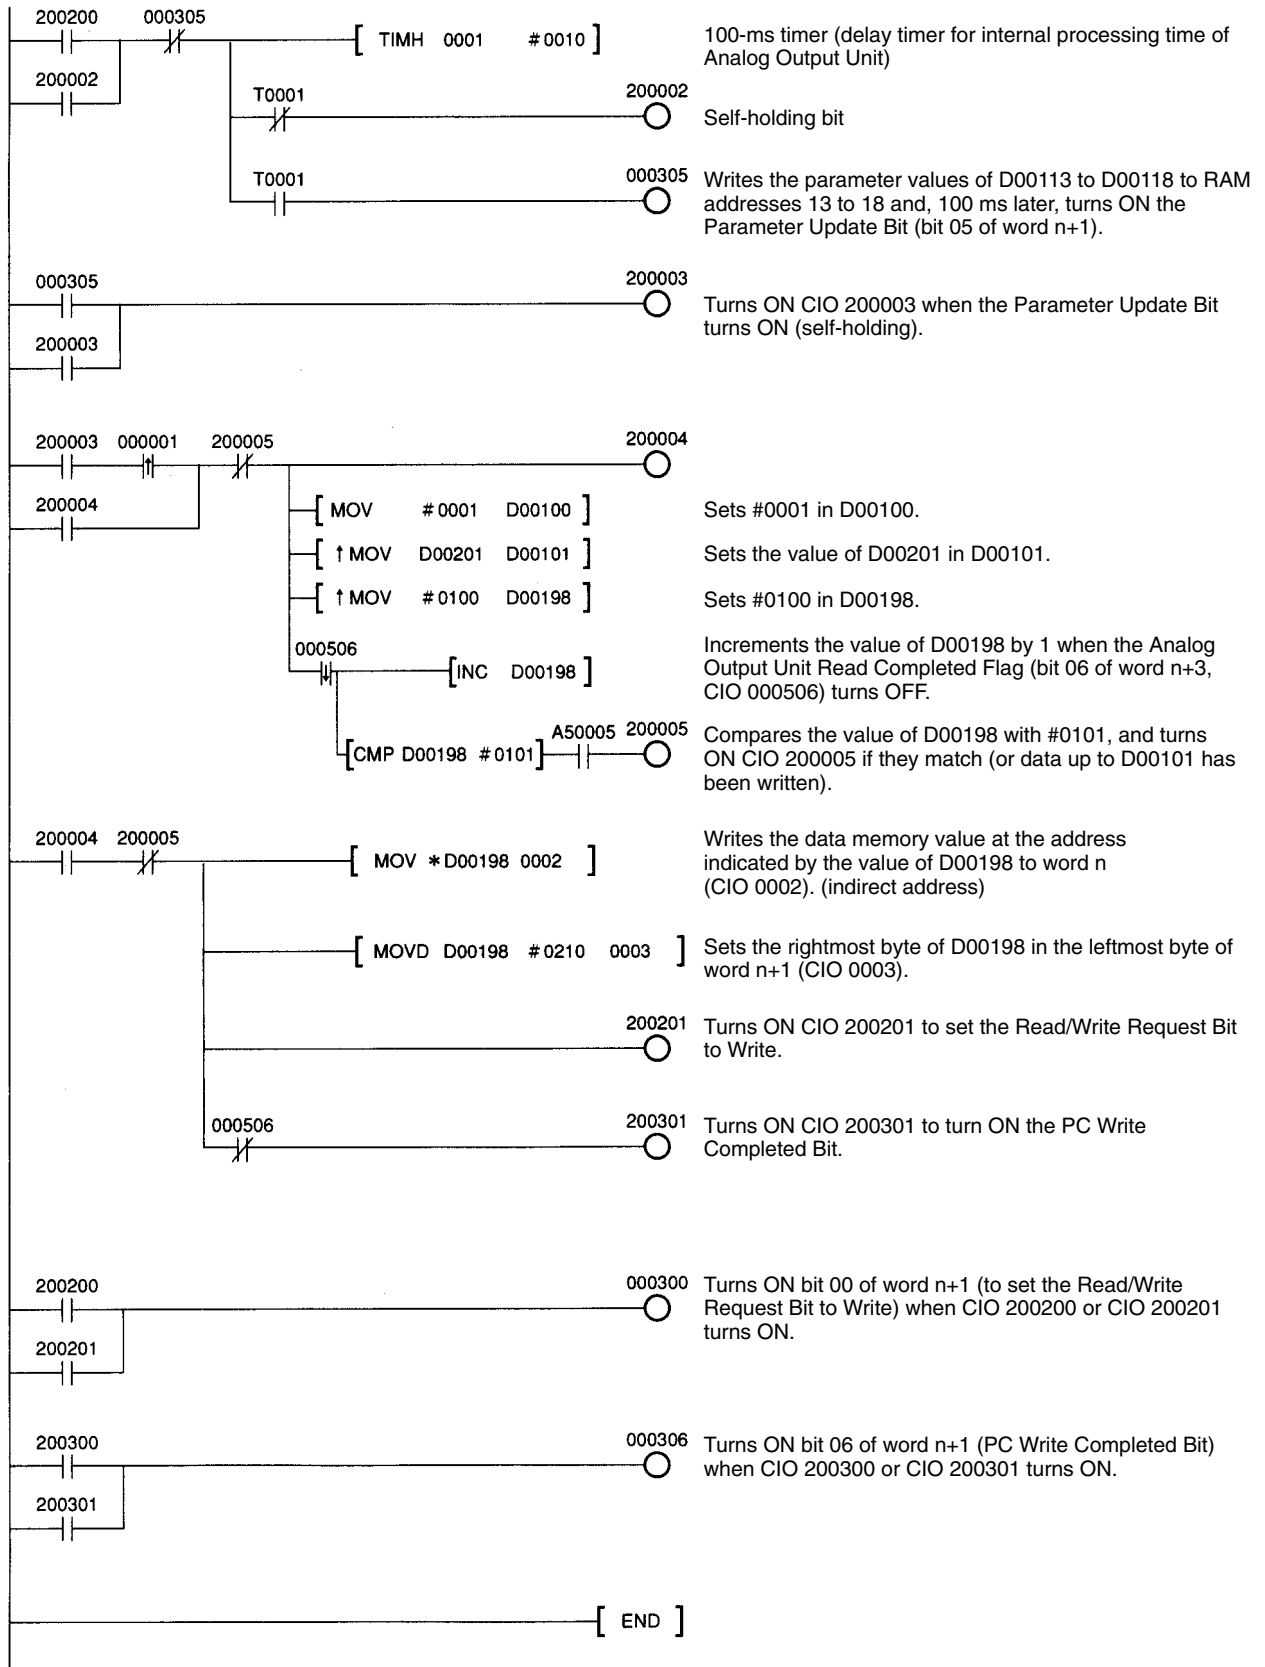 200200 000305
[ TIMH 0001 #0010 ]
100-ms timer (delay timer for internal processing time of
Analog Output Unit)
200002
T0001 200002
Self-holding bit
T0001 000305
Writes the parameter values of D00113 to D00118 to RAM
addresses 13 to 18 and, 100 ms later, turns ON the
Parameter Update Bit (bit 05 of word n+1).
000305 200003
Turns ON CIO 200003 when the Parameter Update Bit
turns ON (self-holding).
200003
200003 000001 200005 200004
200004
[ MOV #0001 D00100 ]
Sets #0001 in D00100.
[ ↑MOV D00201 D00101 ]
Sets the value of D00201 in D00101.
[ ↑MOV #0100 D00198 ]
Sets #0100 in D00198.
000506
[INC D00198 ]
Increments the value of D00198 by 1 when the Analog
Output Unit Read Completed Flag (bit 06 of word n+3,
CIO 000506) turns OFF.
[CMP D00198 #0101] A50005 200005
Compares the value of D00198 with #0101, and turns
ON CIO 200005 if they match (or data up to D00101 has
been written).
200004 200005
[ MOV *D00198 0002 ]
Writes the data memory value at the address
indicated by the value of D00198 to word n
(CIO 0002). (indirect address)
[ MOVD D00198 #0210 0003 ]
Sets the rightmost byte of D00198 in the leftmost byte of
word n+1 (CIO 0003).
200201
Turns ON CIO 200201 to set the Read/Write Request Bit
to Write.
000506 200301
Turns ON CIO 200301 to turn ON the PC Write
Completed Bit.
200200 000300
Turns ON bit 00 of word n+1 (to set the Read/Write
Request Bit to Write) when CIO 200200 or CIO 200201
turns ON.
200201
200300 000306
Turns ON bit 06 of word n+1 (PC Write Completed Bit)
when CIO 200300 or CIO 200301 turns ON.
200301
[ END ]